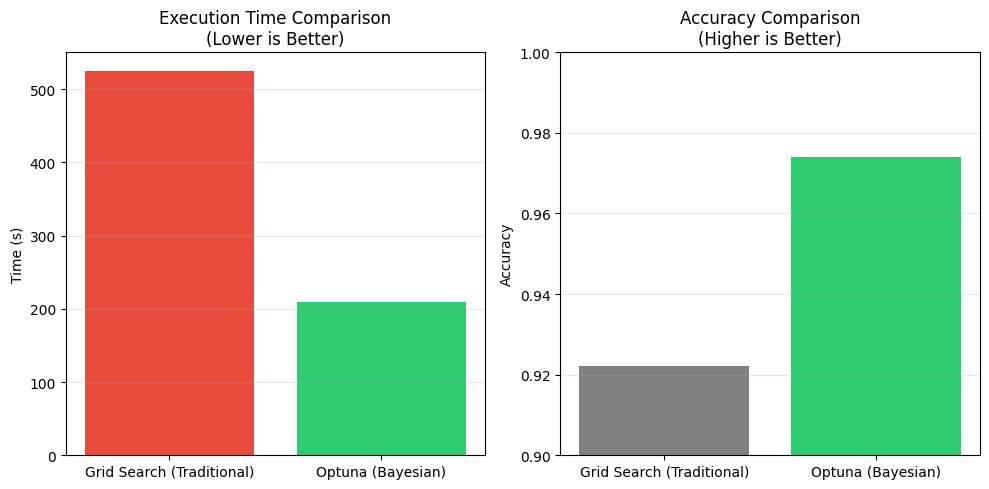 Execution Time Comparison
(Lower is Better)
Time (s)
500
400
300
200
100
0
Grid Search (Traditional)
Optuna (Bayesian)
Accuracy Comparison
(Higher is Better)
Accuracy
1.00
0.98
0.96
0.94
0.92
0.90
Grid Search (Traditional)
Optuna (Bayesian)